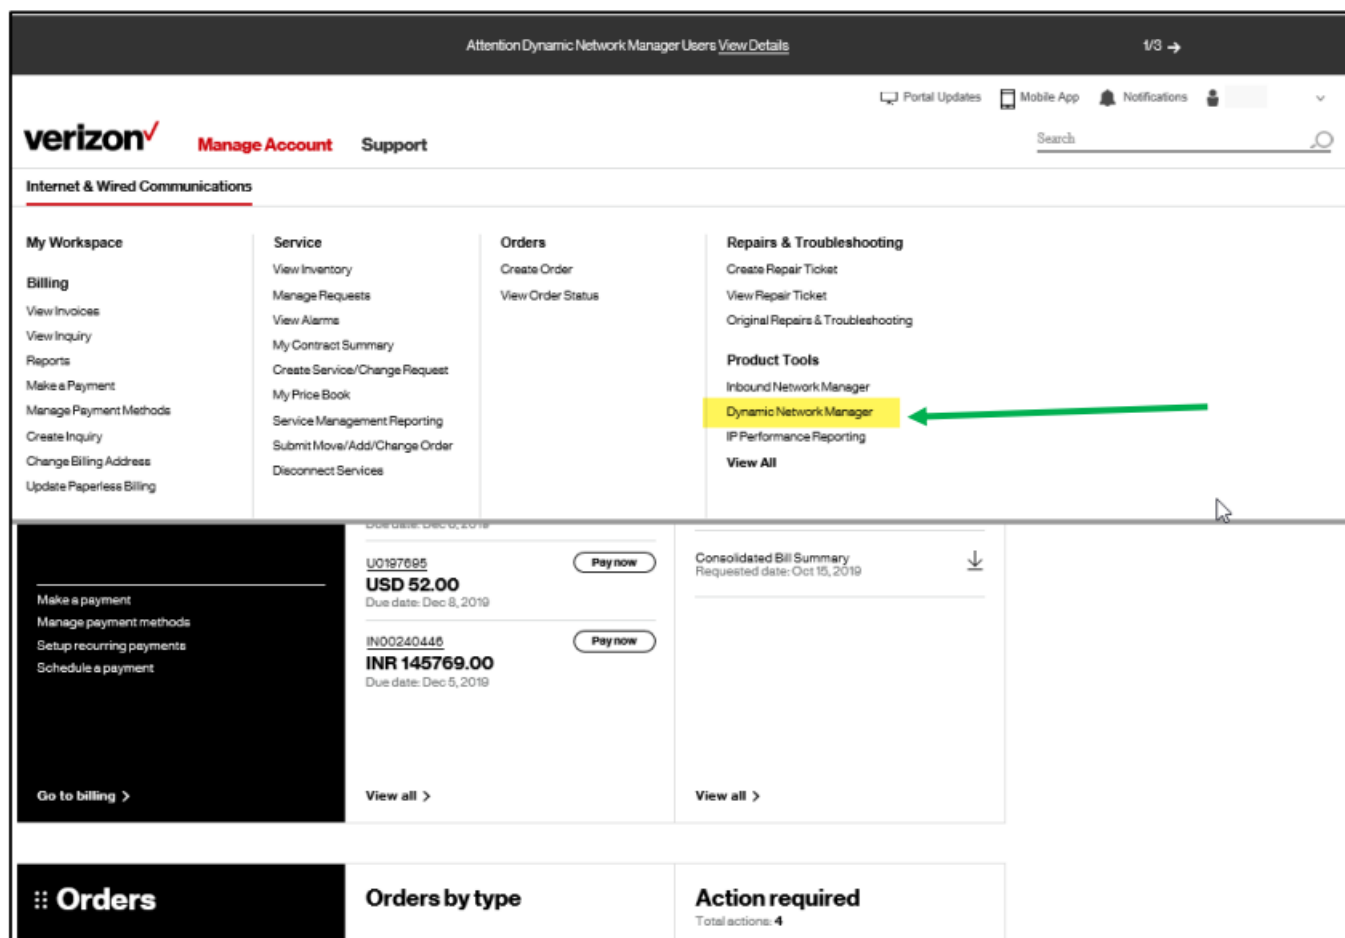 Attention Dynamic Network Manager Users View Details
1/3
Portal Updates
Mobile App
Notifications
verizon
Manage Account
Support
Search
Internet & Wired Communications
My Workspace
Billing
View Invoices
View Inquiry
Reports
Make a Payment
Manage Payment Methods
Create Inquiry
Change Billing Address
Update Paperless Billing
Service
View Inventory
Manage Requests
View Alarms
My Contract Summary
Create Service/Change Request
My Price Book
Service Management Reporting
Submit Move/Add/Change Order
Disconnect Services
Orders
Create Order
View Order Status
Repairs & Troubleshooting
Create Repair Ticket
View Repair Ticket
Original Repairs & Troubleshooting
Product Tools
Inbound Network Manager
Dynamic Network Manager
IP Performance Reporting
View All
Make a payment
Manage payment methods
Setup recurring payments
Schedule a payment
Go to billing
U0197695
Pay now
USD 52.00
Due date: Dec 8, 2019
IN00240446
Pay now
INR 145769.00
Due date: Dec 5, 2019
View all
Consolidated Bill Summary
Requested date: Oct 15, 2019
View all
Orders
Orders by type
Action required
Total actions: 4